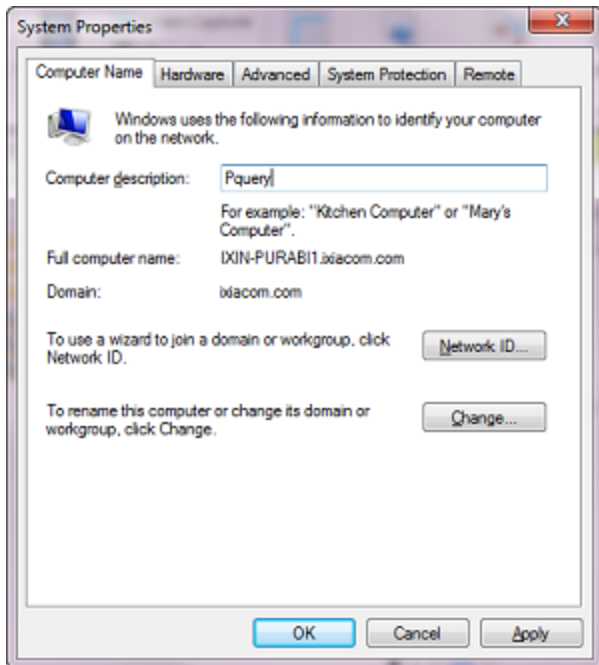 System Properties
Computer Name Hardware Advanced System Protection Remote
Windows uses the following information to identify your computer
on the network.
Computer description: Pquery
For example: "Kitchen Computer" or "Mary's
Computer".
Full computer name: IXIN-PURABI1.ixiacom.com
Domain: ixiacom.com
To use a wizard to join a domain or workgroup, click
Network ID.
Network ID...
To rename this computer or change its domain or
workgroup, click Change.
Change...
OK Cancel Apply